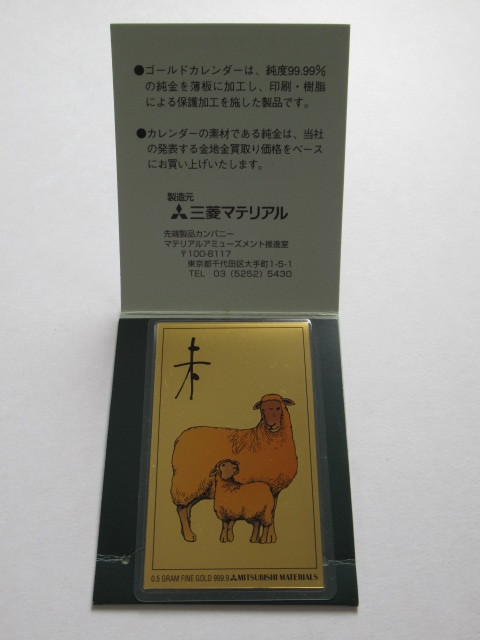 ●ゴールドカレンダーは、純度99.99%
の純金を薄板に加工し、印刷・樹脂
による保護加工を施した製品です。
●カレンダーの素材である純金は、当社
の発表する金地金買取り価格をベース
にお買い上げいたします。
製造元
三菱マテリアル
先端製品カンパニー
マテリアルアミューズメント推進室
〒100-8117
東京都千代田区大手町1-5-1
TEL 03 (5252) 5430
未
0.5 GRAM FINE GOLD 999.9 MITSUBISHI MATERIALS